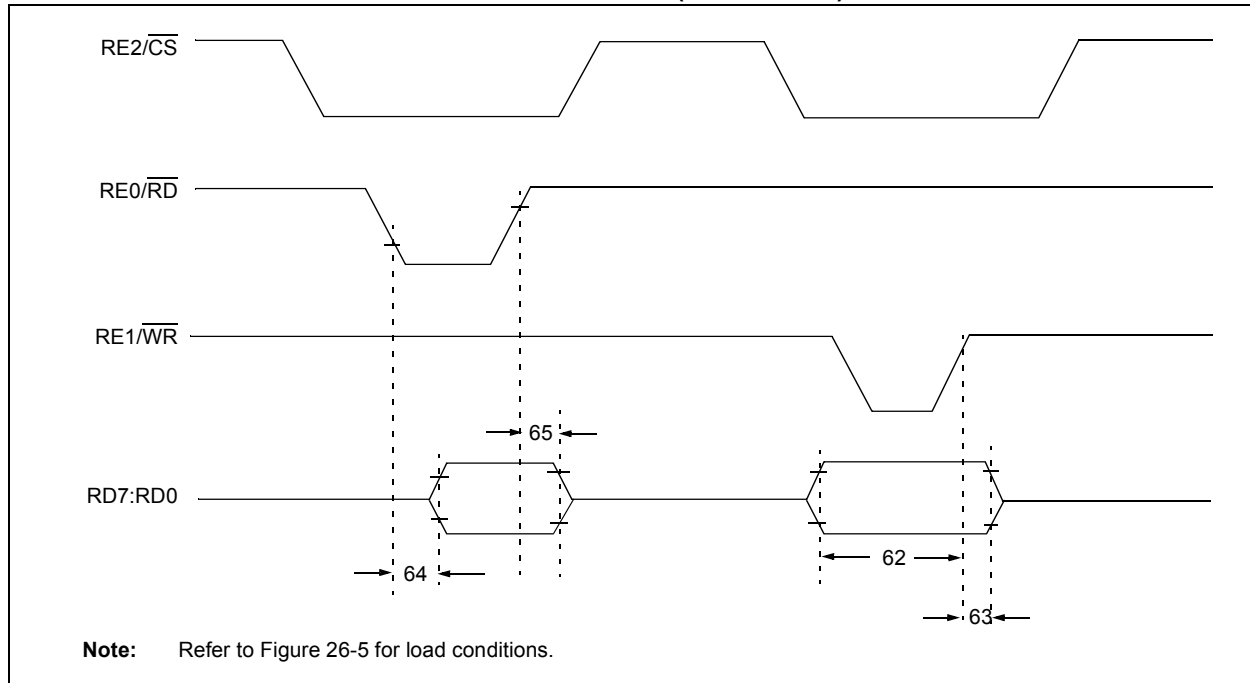 RE2/CS
RE0/RD
RE1/WR
65
RD7:RD0
62
64
63
Note: Refer to Figure 26-5 for load conditions.